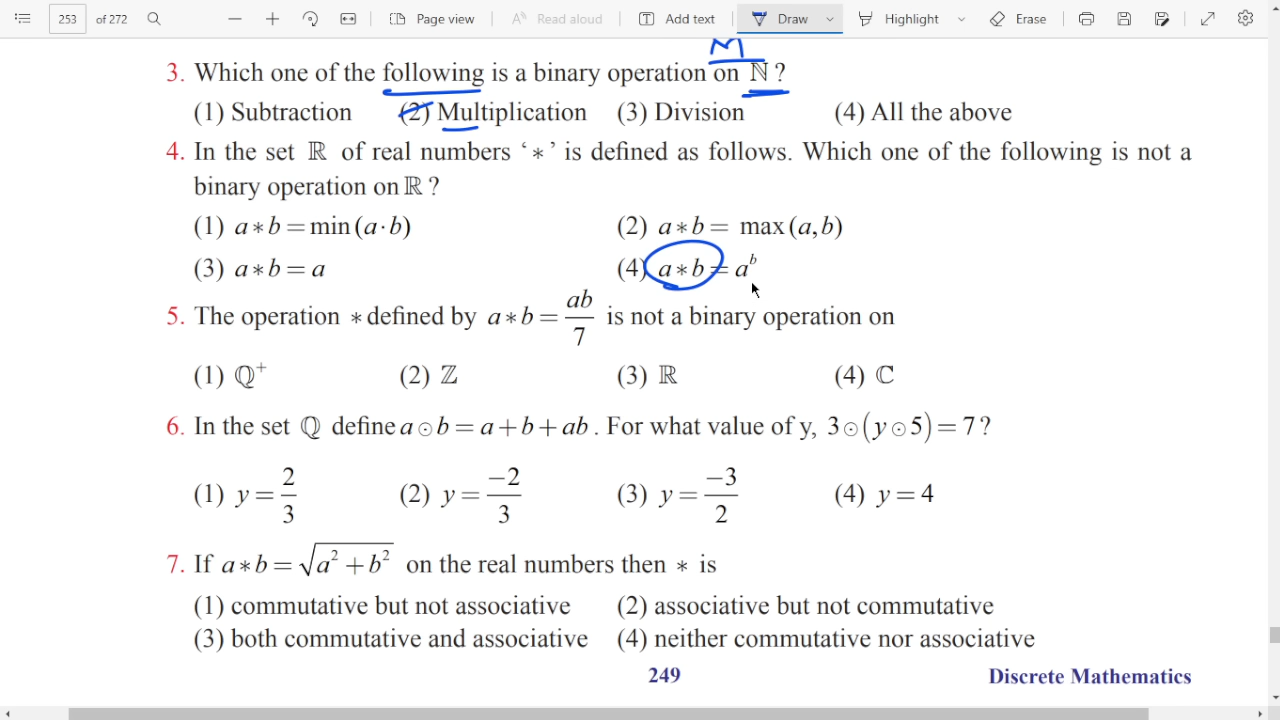 253 of 272 Page view Read aloud Add text Draw Highlight Erase
M
3. Which one of the following is a binary operation on ℕ ?
(1) Subtraction (2) Multiplication (3) Division (4) All the above
4. In the set ℝ of real numbers ‘∗’ is defined as follows. Which one of the following is not a
binary operation on ℝ ?
(1) a∗b = min(a·b) (2) a∗b = max(a,b)
(3) a∗b = a (4) a∗b = a^b
5. The operation ∗ defined by a∗b = ab/7 is not a binary operation on
(1) ℚ⁺ (2) ℤ (3) ℝ (4) ℂ
6. In the set ℚ define a⊙b = a+b+ab. For what value of y, 3⊙(y⊙5) = 7?
(1) y = 2/3 (2) y = −2/3 (3) y = −3/2 (4) y = 4
7. If a∗b = √(a²+b²) on the real numbers then ∗ is
(1) commutative but not associative (2) associative but not commutative
(3) both commutative and associative (4) neither commutative nor associative
249 Discrete Mathematics